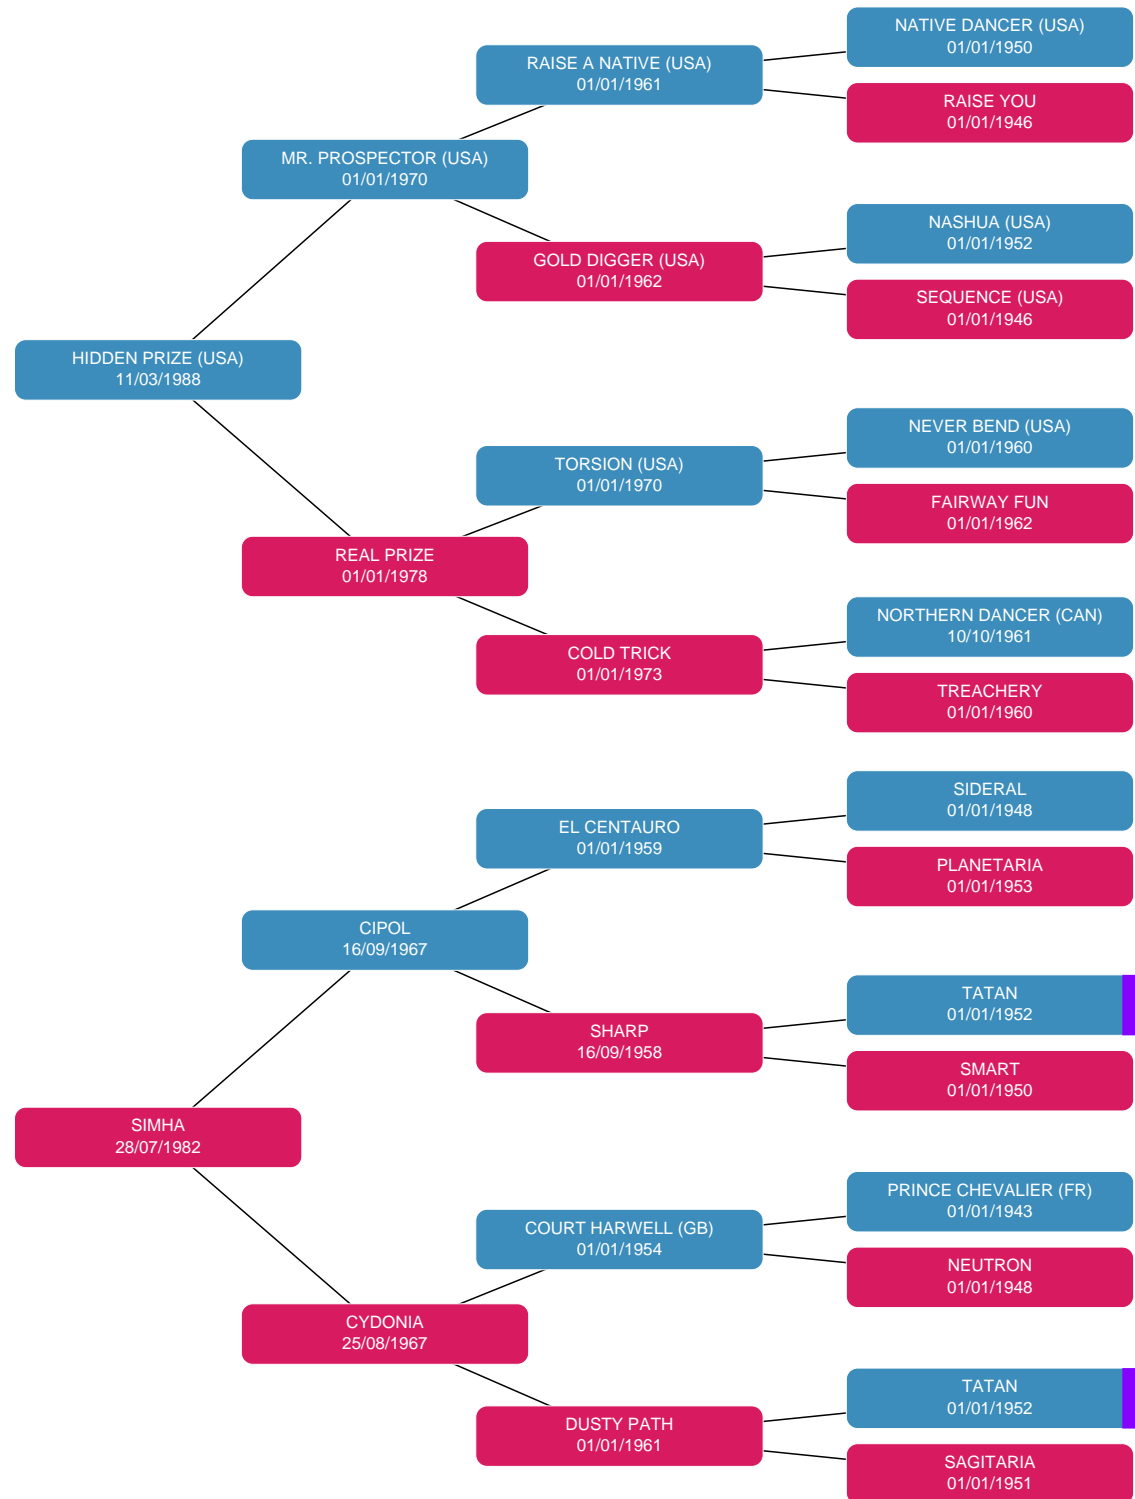 NATIVE DANCER (USA)
01/01/1950
RAISE A NATIVE (USA)
01/01/1961
RAISE YOU
01/01/1946
MR. PROSPECTOR (USA)
01/01/1970
NASHUA (USA)
01/01/1952
GOLD DIGGER (USA)
01/01/1962
SEQUENCE (USA)
01/01/1946
HIDDEN PRIZE (USA)
11/03/1988
NEVER BEND (USA)
01/01/1960
TORSION (USA)
01/01/1970
FAIRWAY FUN
01/01/1962
REAL PRIZE
01/01/1978
NORTHERN DANCER (CAN)
10/10/1961
COLD TRICK
01/01/1973
TREACHERY
01/01/1960
SIDERAL
01/01/1948
EL CENTAURO
01/01/1959
PLANETARIA
01/01/1953
CIPOL
16/09/1967
TATAN
01/01/1952
SHARP
16/09/1958
SMART
01/01/1950
SIMHA
28/07/1982
PRINCE CHEVALIER (FR)
01/01/1943
COURT HARWELL (GB)
01/01/1954
NEUTRON
01/01/1948
CYDONIA
25/08/1967
TATAN
01/01/1952
DUSTY PATH
01/01/1961
SAGITARIA
01/01/1951